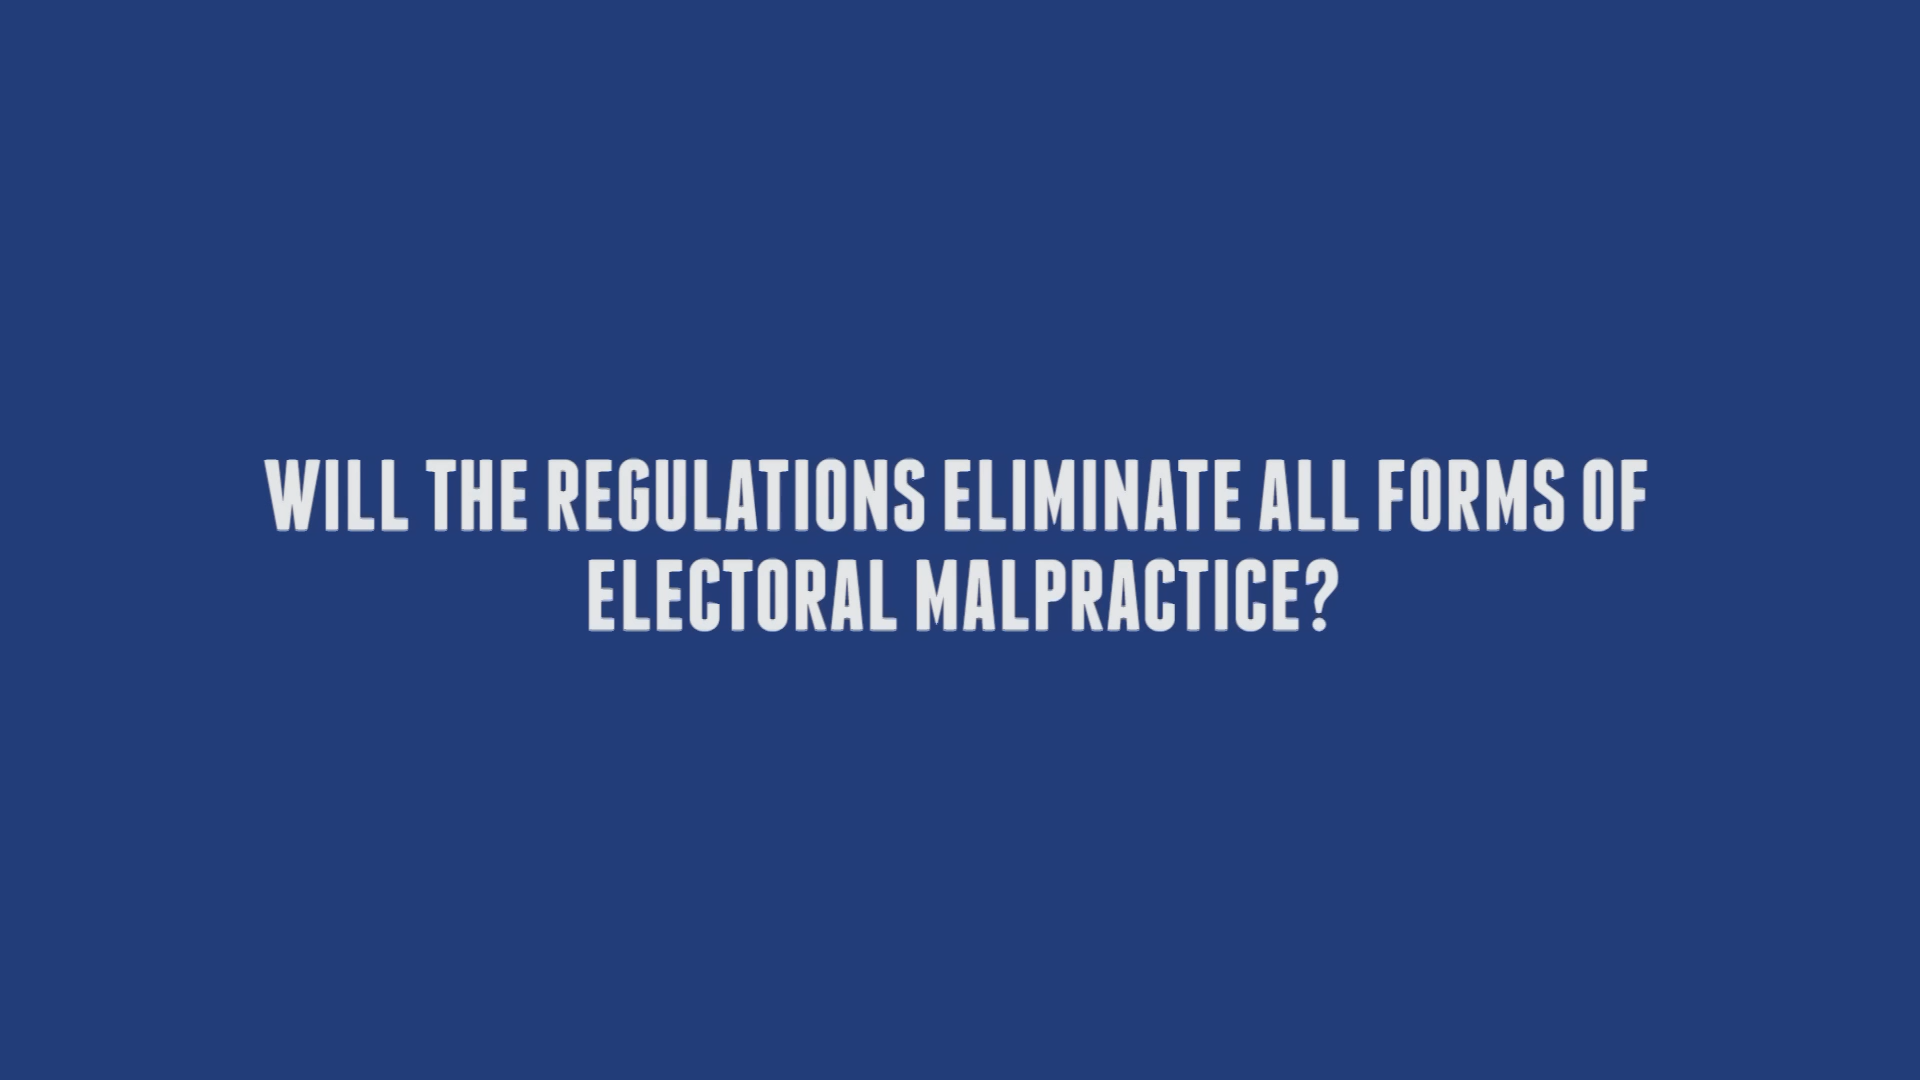 WILL THE REGULATIONS ELIMINATE ALL FORMS OF
ELECTORAL MALPRACTICE?